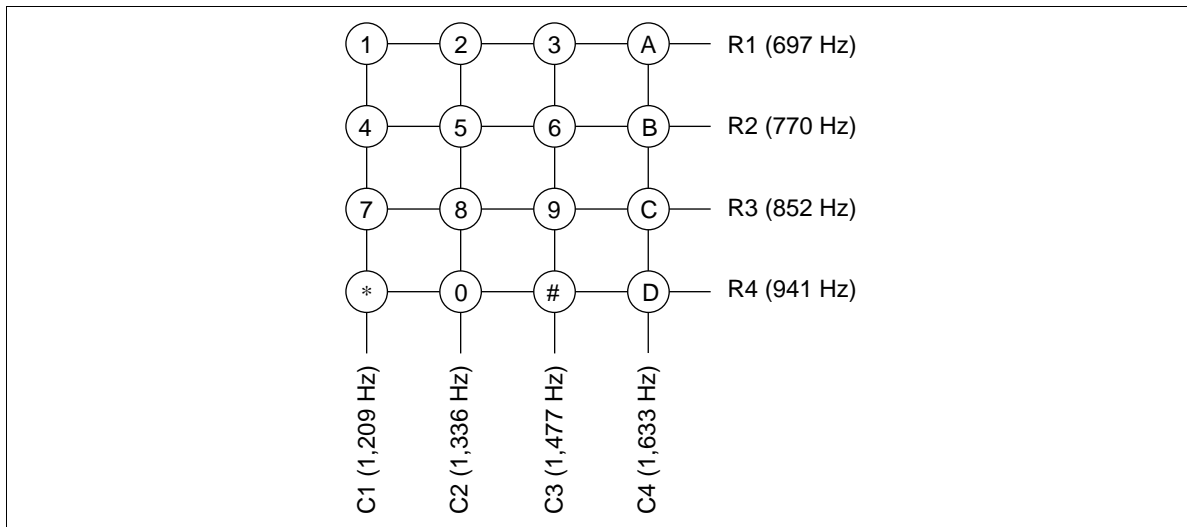 1 2 3 A R1 (697 Hz)
4 5 6 B R2 (770 Hz)
7 8 9 C R3 (852 Hz)
* 0 # D R4 (941 Hz)
C1 (1,209 Hz)
C2 (1,336 Hz)
C3 (1,477 Hz)
C4 (1,633 Hz)